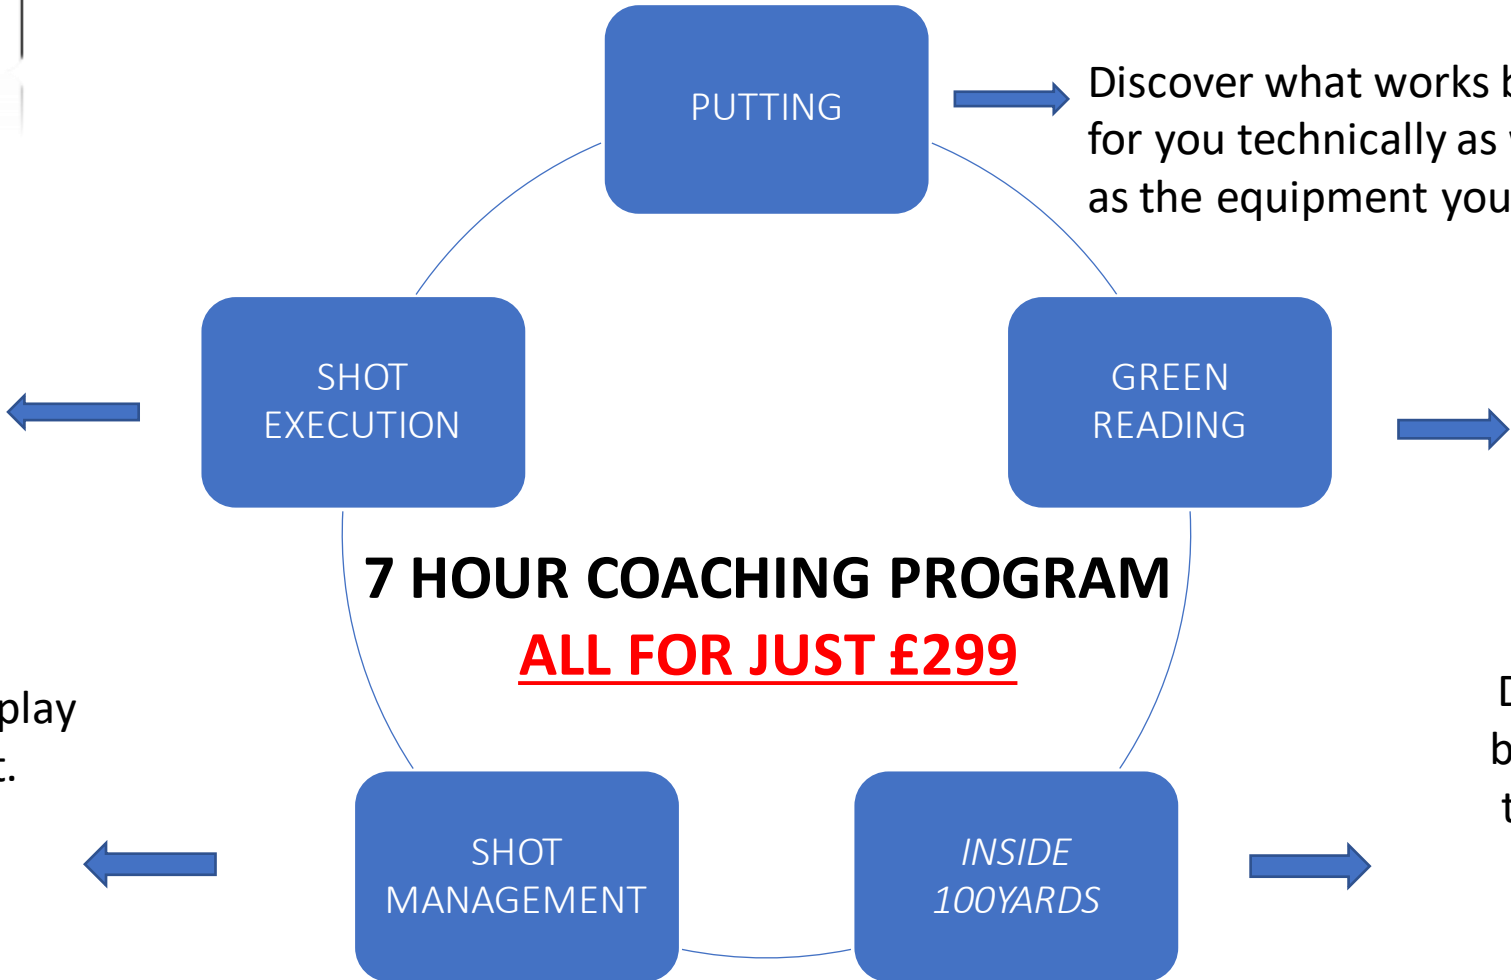 PUTTING
Discover what works
for you technically as
as the equipment you
SHOT
EXECUTION
GREEN
READING
7 HOUR COACHING PROGRAM
ALL FOR JUST £299
play
SHOT
MANAGEMENT
INSIDE
100YARDS